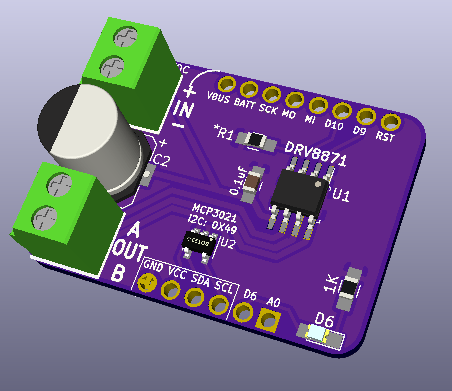 DC
+
IN
-
VBUS BATT SCK MO MI D10 D9 RST
*R1
DRV8871
U1
0.1uF
C2
+
MCP3021
I2C: 0X49
U2
A
OUT
B
GND VCC SDA SCL D6 A0
1k
D6